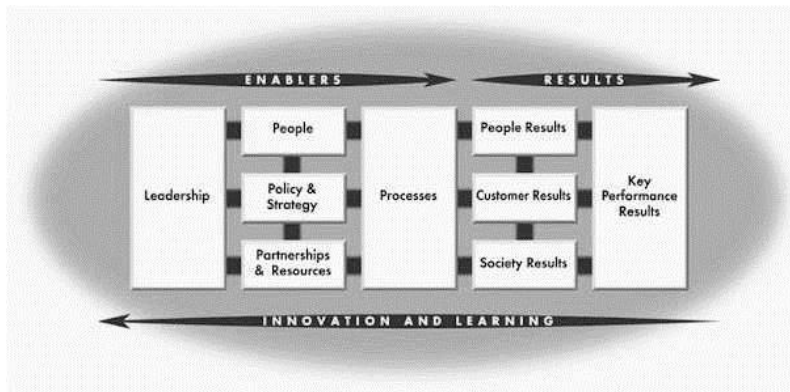 ENABLERS
RESULTS
Leadership
People
Policy &
Strategy
Partnerships
& Resources
Processes
People Results
Customer Results
Society Results
Key
Performance
Results
INNOVATION AND LEARNING